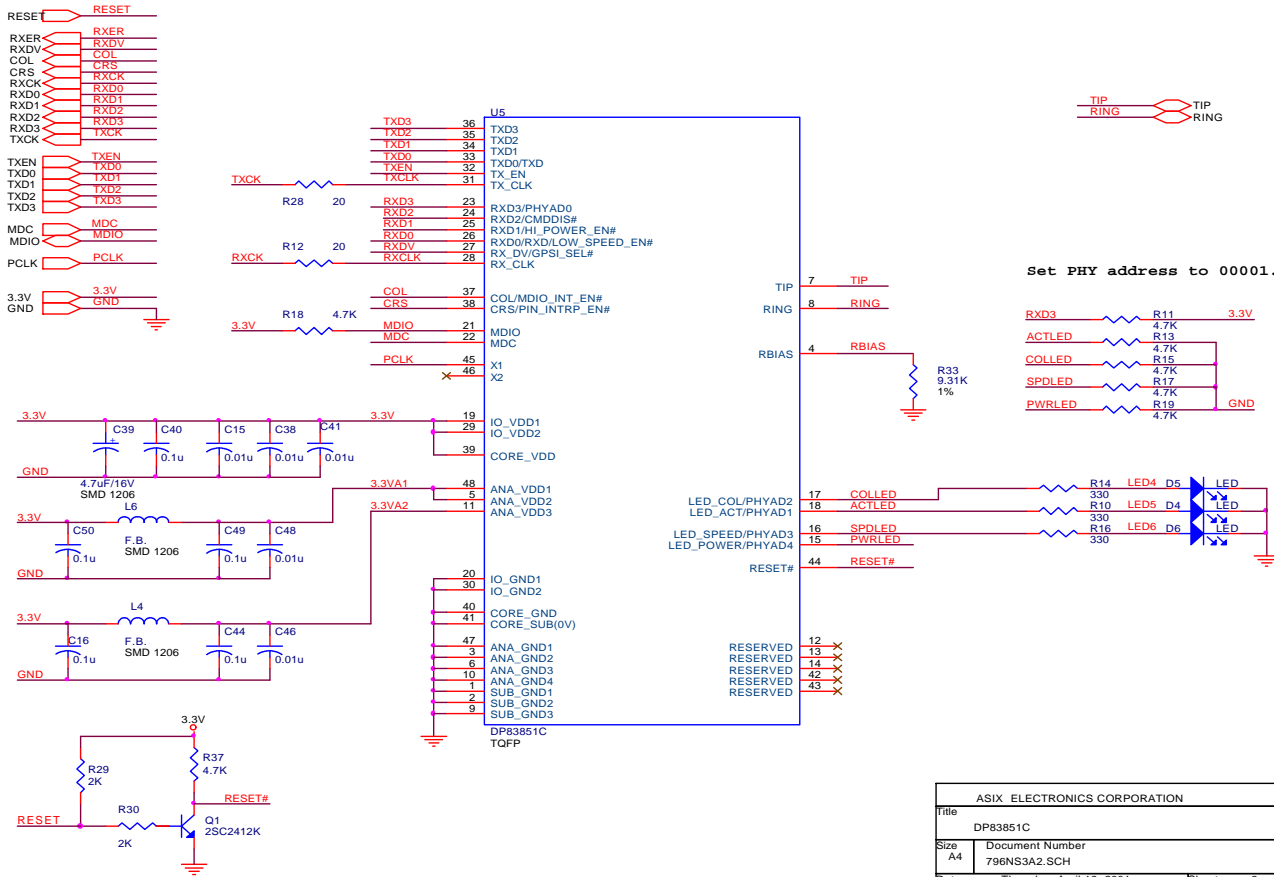 RESET RESET
RXER RXER
RXDV RXDV
COL COL
CRS CRS
RXCK RXCK
RXD0 RXD0
RXD1 RXD1
RXD2 RXD2
RXD3 RXD3
TXCK TXCK
TXEN TXEN
TXD0 TXD0
TXD1 TXD1
TXD2 TXD2
TXD3 TXD3
MDC MDC
MDIO MDIO
PCLK PCLK
3.3V 3.3V
GND GND
TIP TIP
RING RING
U5
TXD3 36 TXD3
TXD2 35 TXD2
TXD1 34 TXD1
TXD0 33 TXD0/TXD
TXEN 32 TX_EN
TXCK R28 20 TXCLK 31 TX_CLK
RXD3 23 RXD3/PHYAD0
RXD2 24 RXD2/CMDDIS#
RXD1 25 RXD1/HI_POWER_EN#
RXD0 26 RXD0/RXD/LOW_SPEED_EN#
RXDV 27 RX_DV/GPSI_SEL#
RXCK R12 20 RXCLK 28 RX_CLK
COL 37 COL/MDIO_INT_EN#
CRS 38 CRS/PIN_INTRP_EN#
3.3V R18 4.7K MDIO 21 MDIO
MDC 22 MDC
PCLK 45 X1
46 X2
3.3V 3.3V 19 IO_VDD1
29 IO_VDD2
39 CORE_VDD
C39 C40 C15 C38 C41
+
0.1u 0.01u 0.01u 0.01u
GND
4.7uF/16V
SMD 1206
3.3VA1 48 ANA_VDD1
5 ANA_VDD2
3.3VA2 11 ANA_VDD3
3.3V L6
C50 F.B. C49 C48
0.1u SMD 1206 0.1u 0.01u
GND
3.3V L4
C16 F.B. C44 C46
0.1u SMD 1206 0.1u 0.01u
GND
20 IO_GND1
30 IO_GND2
40 CORE_GND
41 CORE_SUB(0V)
47 ANA_GND1
3 ANA_GND2
6 ANA_GND3
10 ANA_GND4
1 SUB_GND1
2 SUB_GND2
9 SUB_GND3
DP83851C
TQFP
TIP 7 TIP
RING 8 RING
RBIAS 4 RBIAS
R33
9.31K
1%
LED_COL/PHYAD2 17 COLLED
LED_ACT/PHYAD1 18 ACTLED
LED_SPEED/PHYAD3 16 SPDLED
LED_POWER/PHYAD4 15 PWRLED
RESET# 44 RESET#
RESERVED 12
RESERVED 13
RESERVED 14
RESERVED 42
RESERVED 43
Set PHY address to 00001.
RXD3 R11 3.3V
4.7K
ACTLED R13
4.7K
COLLED R15
4.7K
SPDLED R17
4.7K
PWRLED R19 GND
4.7K
R14 LED4 D5 LED
330
R10 LED5 D4 LED
330
R16 LED6 D6 LED
330
3.3V
R29
2K
R37
4.7K
RESET#
RESET
R30
2K
Q1
2SC2412K
ASIX ELECTRONICS CORPORATION
Title
DP83851C
Size Document Number
A4 796NS3A2.SCH